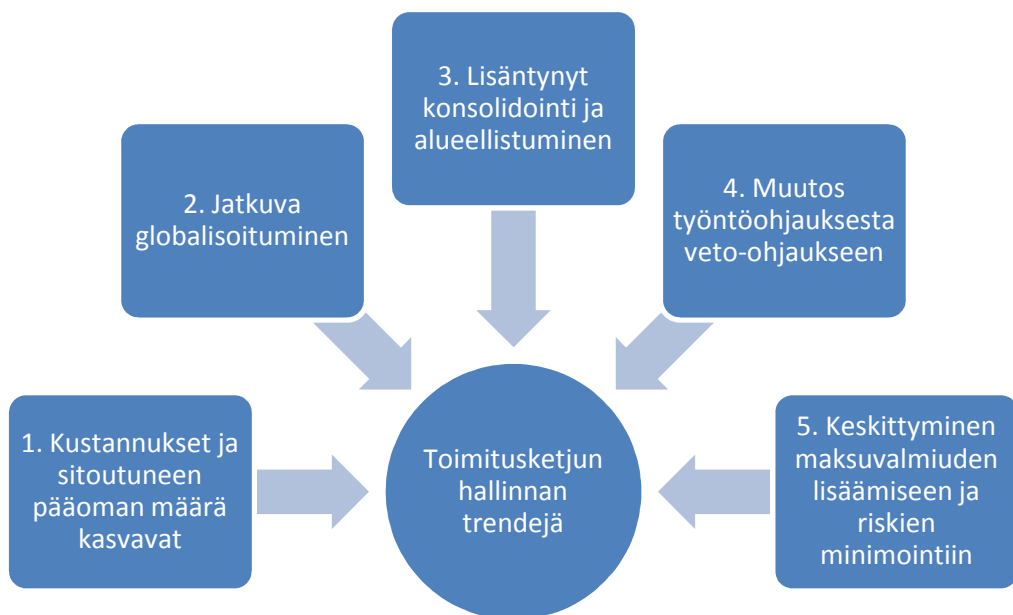 1. Kustannukset ja
sitoutuneen
pääoman määrä
kasvavat
2. Jatkuva
globalisoituminen
3. Lisääntynyt
konsolidointi ja
alueellistuminen
4. Muutos
työntöohjauksesta
veto-ohjaukseen
5. Keskittyminen
maksuvalmiuden
lisäämiseen ja
riskien
minimointiin
Toimitusketjun
hallinnan
trendejä